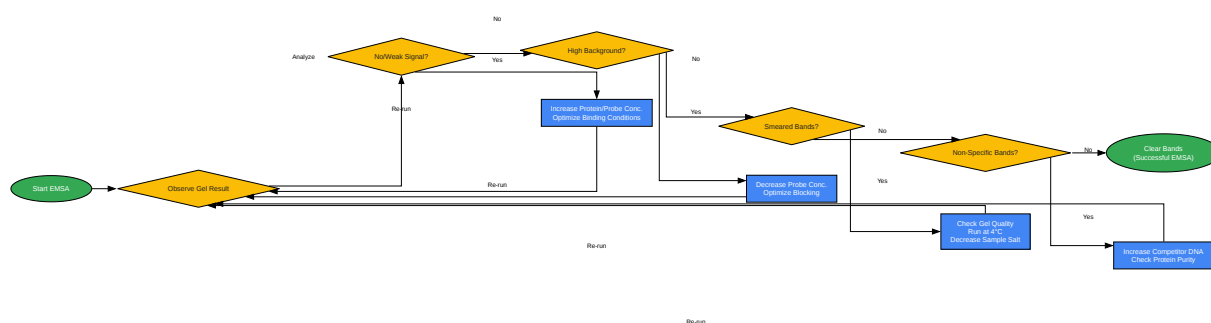 No
Analyze
No/Weak Signal?
High Background?
Yes
No
Re-run
Increase Protein/Probe Conc.
Optimize Binding Conditions
Yes
Smeared Bands?
No
Non-Specific Bands?
No
Clear Bands
(Successful EMSA)
Start EMSA
Observe Gel Result
Re-run
Decrease Probe Conc.
Optimize Blocking
Yes
Check Gel Quality
Run at 4°C
Decrease Sample Salt
Yes
Re-run
Increase Competitor DNA
Check Protein Purity
Re-run